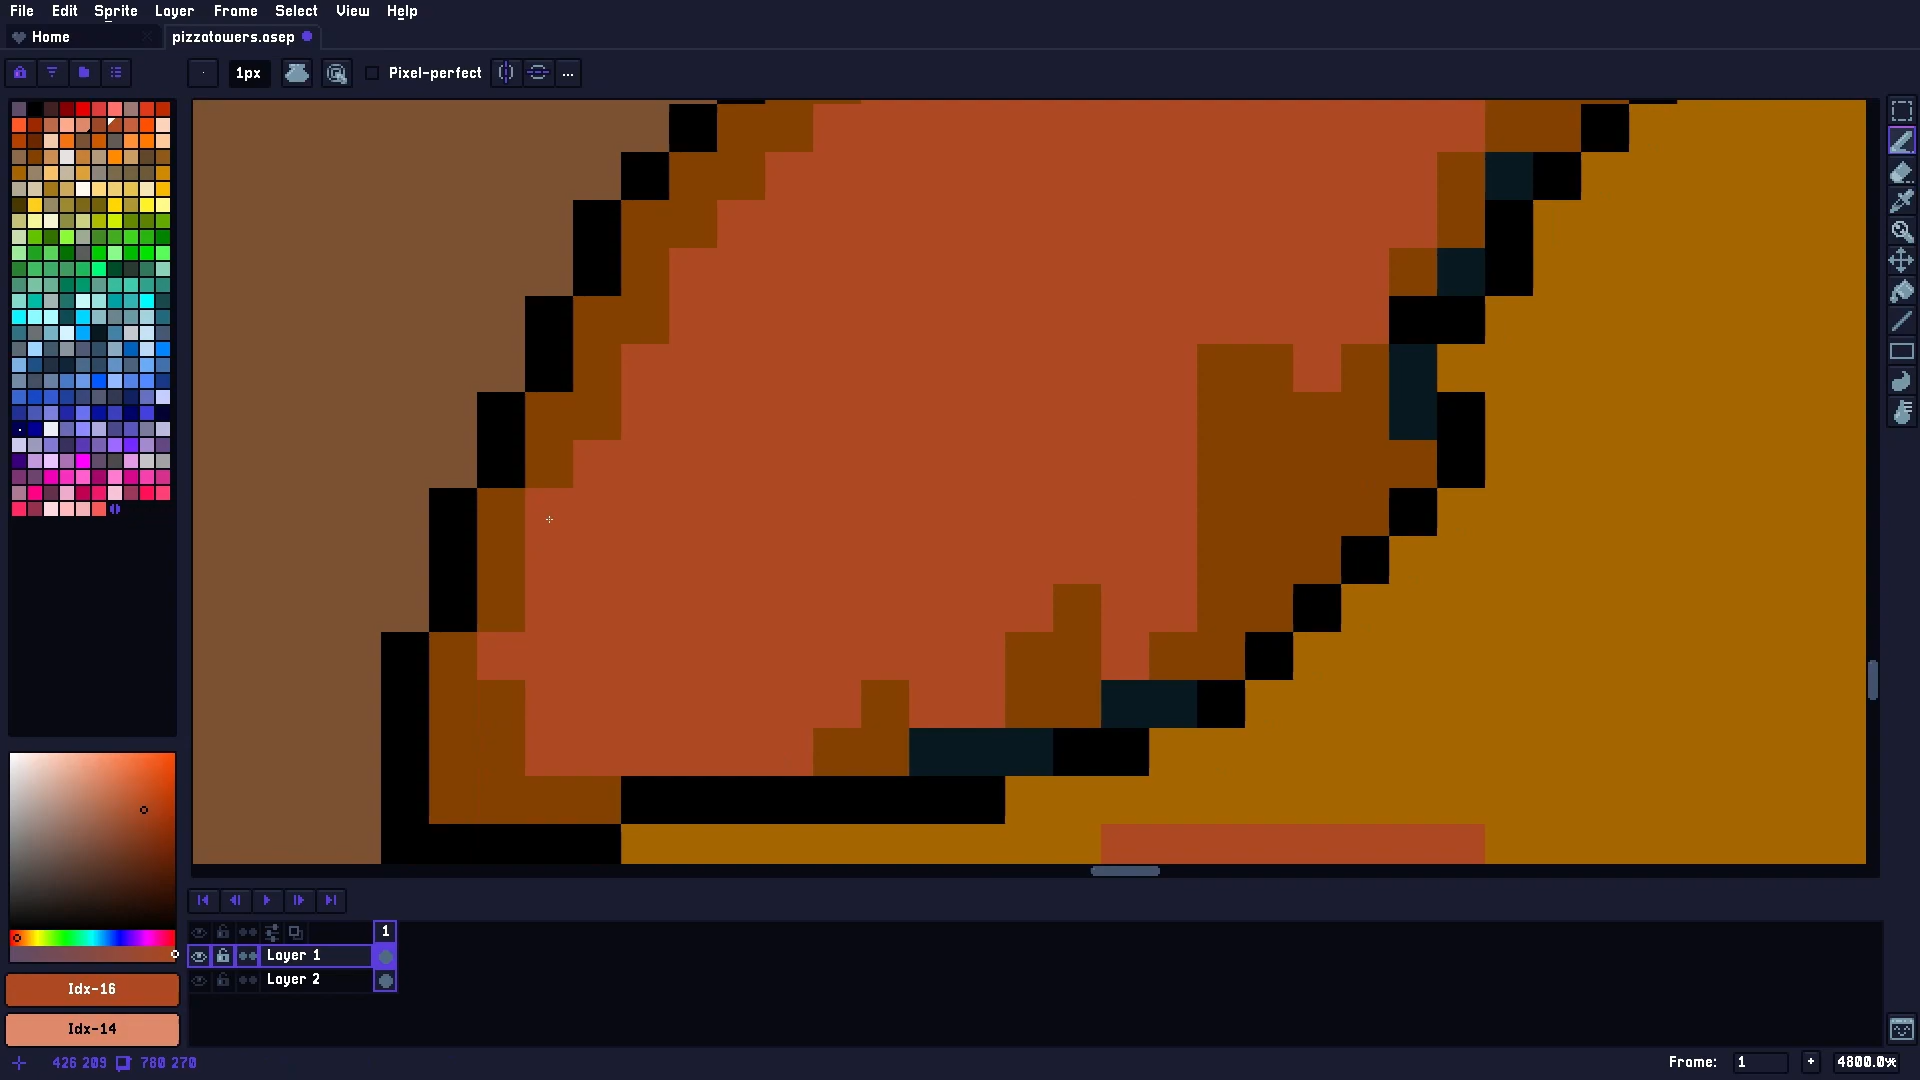 File Edit Sprite Layer Frame Select View Help
Home pizzatowers.asep
1px Pixel-perfect ...
1
Layer 1
Layer 2
Idx-16
Idx-14
426 209 780 270 Frame: 1 + 4800.0%